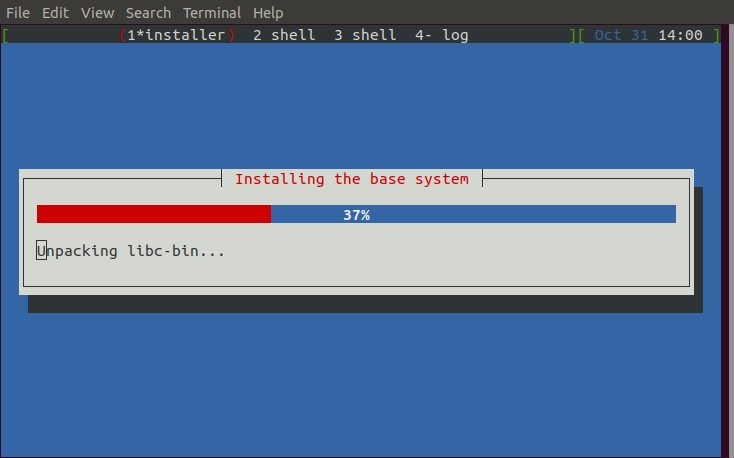 File Edit View Search Terminal Help
[ (1*installer) 2 shell 3 shell 4- log ][ Oct 31 14:00 ]
Installing the base system
37%
Unpacking libc-bin...